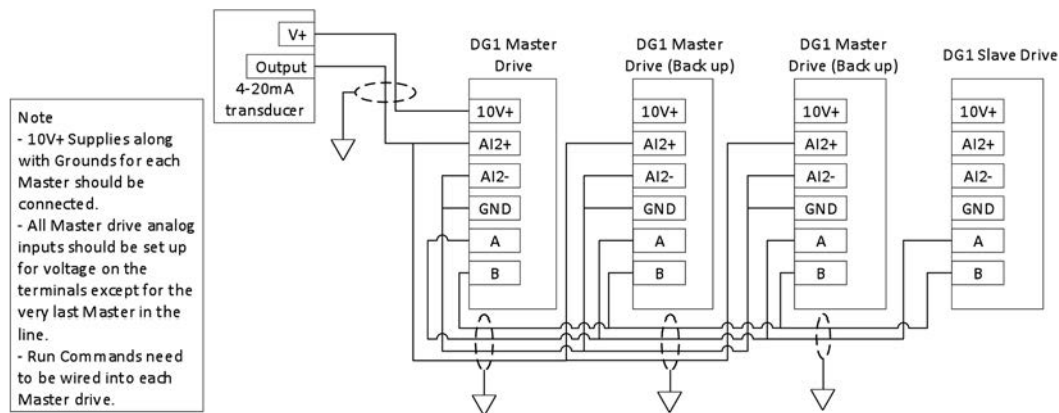 V+
Output
4-20mA
transducer
Note
- 10V+ Supplies along
with Grounds for each
Master should be
connected.
- All Master drive analog
inputs should be set up
for voltage on the
terminals except for the
very last Master in the
line.
- Run Commands need
to be wired into each
Master drive.
DG1 Master
Drive
10V+
AI2+
AI2-
GND
A
B
DG1 Master
Drive (Back up)
10V+
AI2+
AI2-
GND
A
B
DG1 Master
Drive (Back up)
10V+
AI2+
AI2-
GND
A
B
DG1 Slave Drive
10V+
AI2+
AI2-
GND
A
B